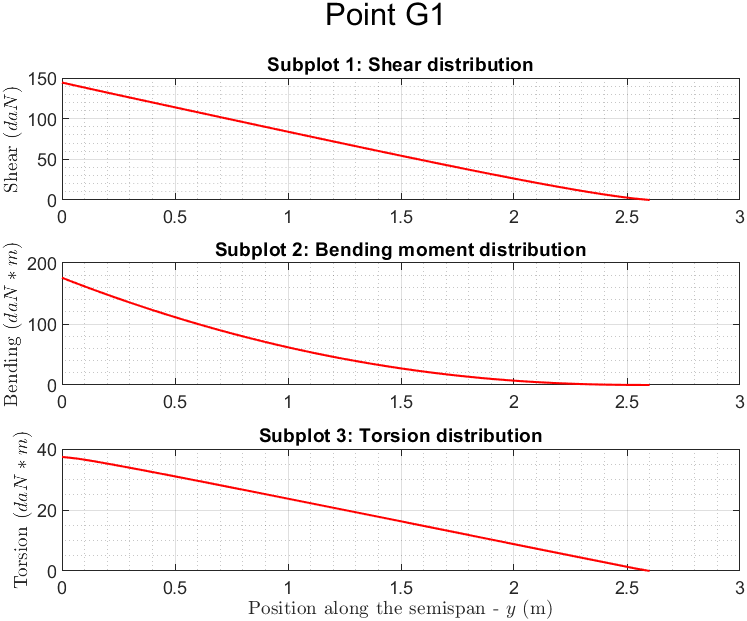 Point G1
Subplot 1: Shear distribution
Shear (daN)
150
100
50
0
0 0.5 1 1.5 2 2.5 3
Subplot 2: Bending moment distribution
Bending (daN * m)
200
100
0
0 0.5 1 1.5 2 2.5 3
Subplot 3: Torsion distribution
Torsion (daN * m)
40
20
0
0 0.5 1 1.5 2 2.5 3
Position along the semispan - y (m)